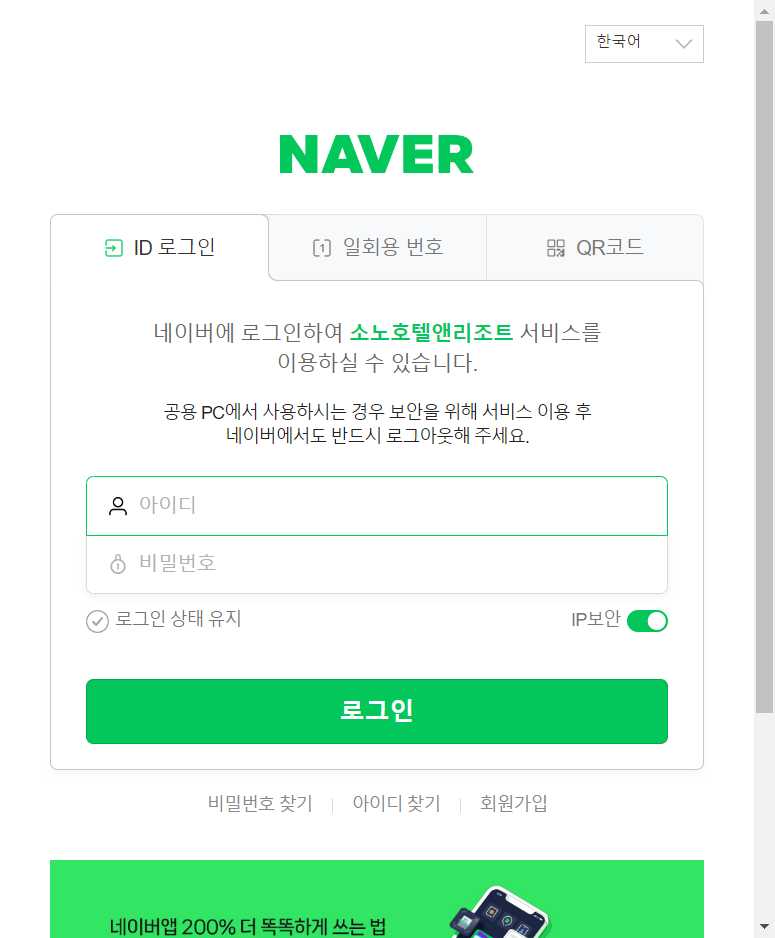 한국어
NAVER
ID 로그인
일회용 번호
QR코드
네이버에 로그인하여 소노호텔앤리조트 서비스를
이용하실 수 있습니다.
공용 PC에서 사용하시는 경우 보안을 위해 서비스 이용 후
네이버에서도 반드시 로그아웃해 주세요.
아이디
비밀번호
로그인 상태 유지
IP보안
로그인
비밀번호 찾기
아이디 찾기
회원가입
네이버앱 200% 더 똑똑하게 쓰는 법